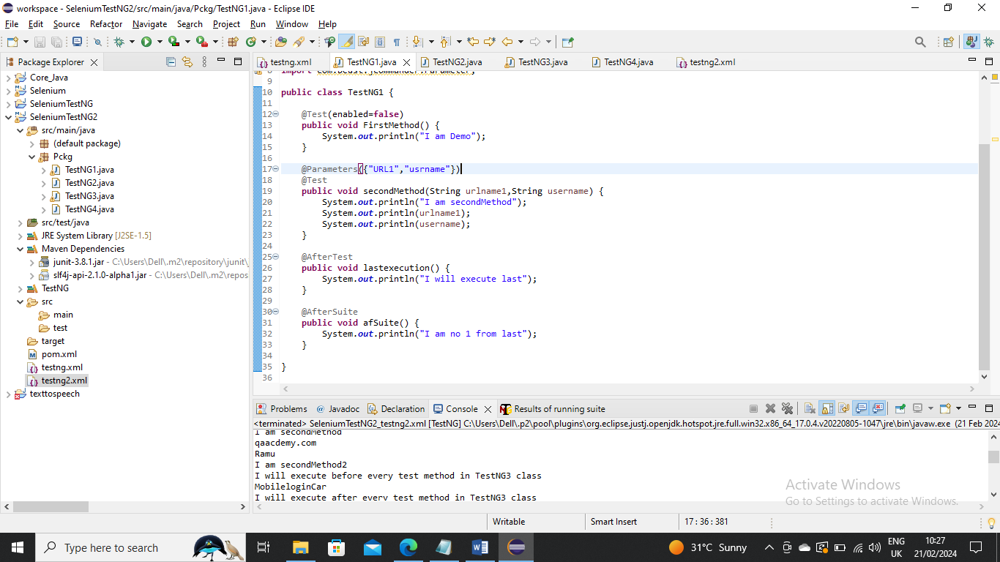 workspace - SeleniumTestNG2/src/main/java/Pckg/TestNG1.java - Eclipse IDE
File Edit Source Refactor Navigate Search Project Run Window Help
Package Explorer
testng.xml TestNG1.java TestNG2.java TestNG3.java TestNG4.java testng2.xml
Core_Java
Selenium
SeleniumTestNG
SeleniumTestNG2
src/main/java
(default package)
Pckg
TestNG1.java
TestNG2.java
TestNG3.java
TestNG4.java
src/test/java
JRE System Library [J2SE-1.5]
Maven Dependencies
junit-3.8.1.jar - C:\Users\Dell\.m2\repository\junit\
slf4j-api-2.1.0-alpha1.jar - C:\Users\Dell\.m2\repos
TestNG
src
main
test
target
pom.xml
testng.xml
testng2.xml
texttospeech
8 import com.beust.jcommander.Parameter;
9
10 public class TestNG1 {
11
12 @Test(enabled=false)
13 public void FirstMethod() {
14 System.out.println("I am Demo");
15 }
16
17 @Parameters({"URL1","usrname"})
18 @Test
19 public void secondMethod(String urlname1,String username) {
20 System.out.println("I am secondMethod");
21 System.out.println(urlname1);
22 System.out.println(username);
23 }
24
25 @AfterTest
26 public void lastexecution() {
27 System.out.println("I will execute last");
28 }
29
30 @AfterSuite
31 public void afSuite() {
32 System.out.println("I am no 1 from last");
33 }
34
35 }
36
Problems @ Javadoc Declaration Console Results of running suite
<terminated> SeleniumTestNG2_testng2.xml [TestNG] C:\Users\Dell\.p2\pool\plugins\org.eclipse.justj.openjdk.hotspot.jre.full.win32.x86_64_17.0.4.v20220805-1047\jre\bin\javaw.exe (21 Feb 2024
I am secondMethod
qaacdemy.com
Ramu
I am secondMethod2
I will execute before every test method in TestNG3 class
MobileloginCar
I will execute after every test method in TestNG3 class
Activate Windows
Go to Settings to activate Windows.
Writable Smart Insert 17 : 36 : 381
Type here to search
31°C Sunny
ENG
UK
10:27
21/02/2024